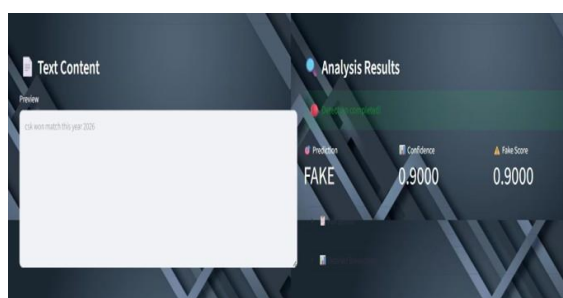 Text Content
Preview
csk won match this year 2026
Analysis Results
Prediction
FAKE
Confidence
0.9000
Fake Score
0.9000